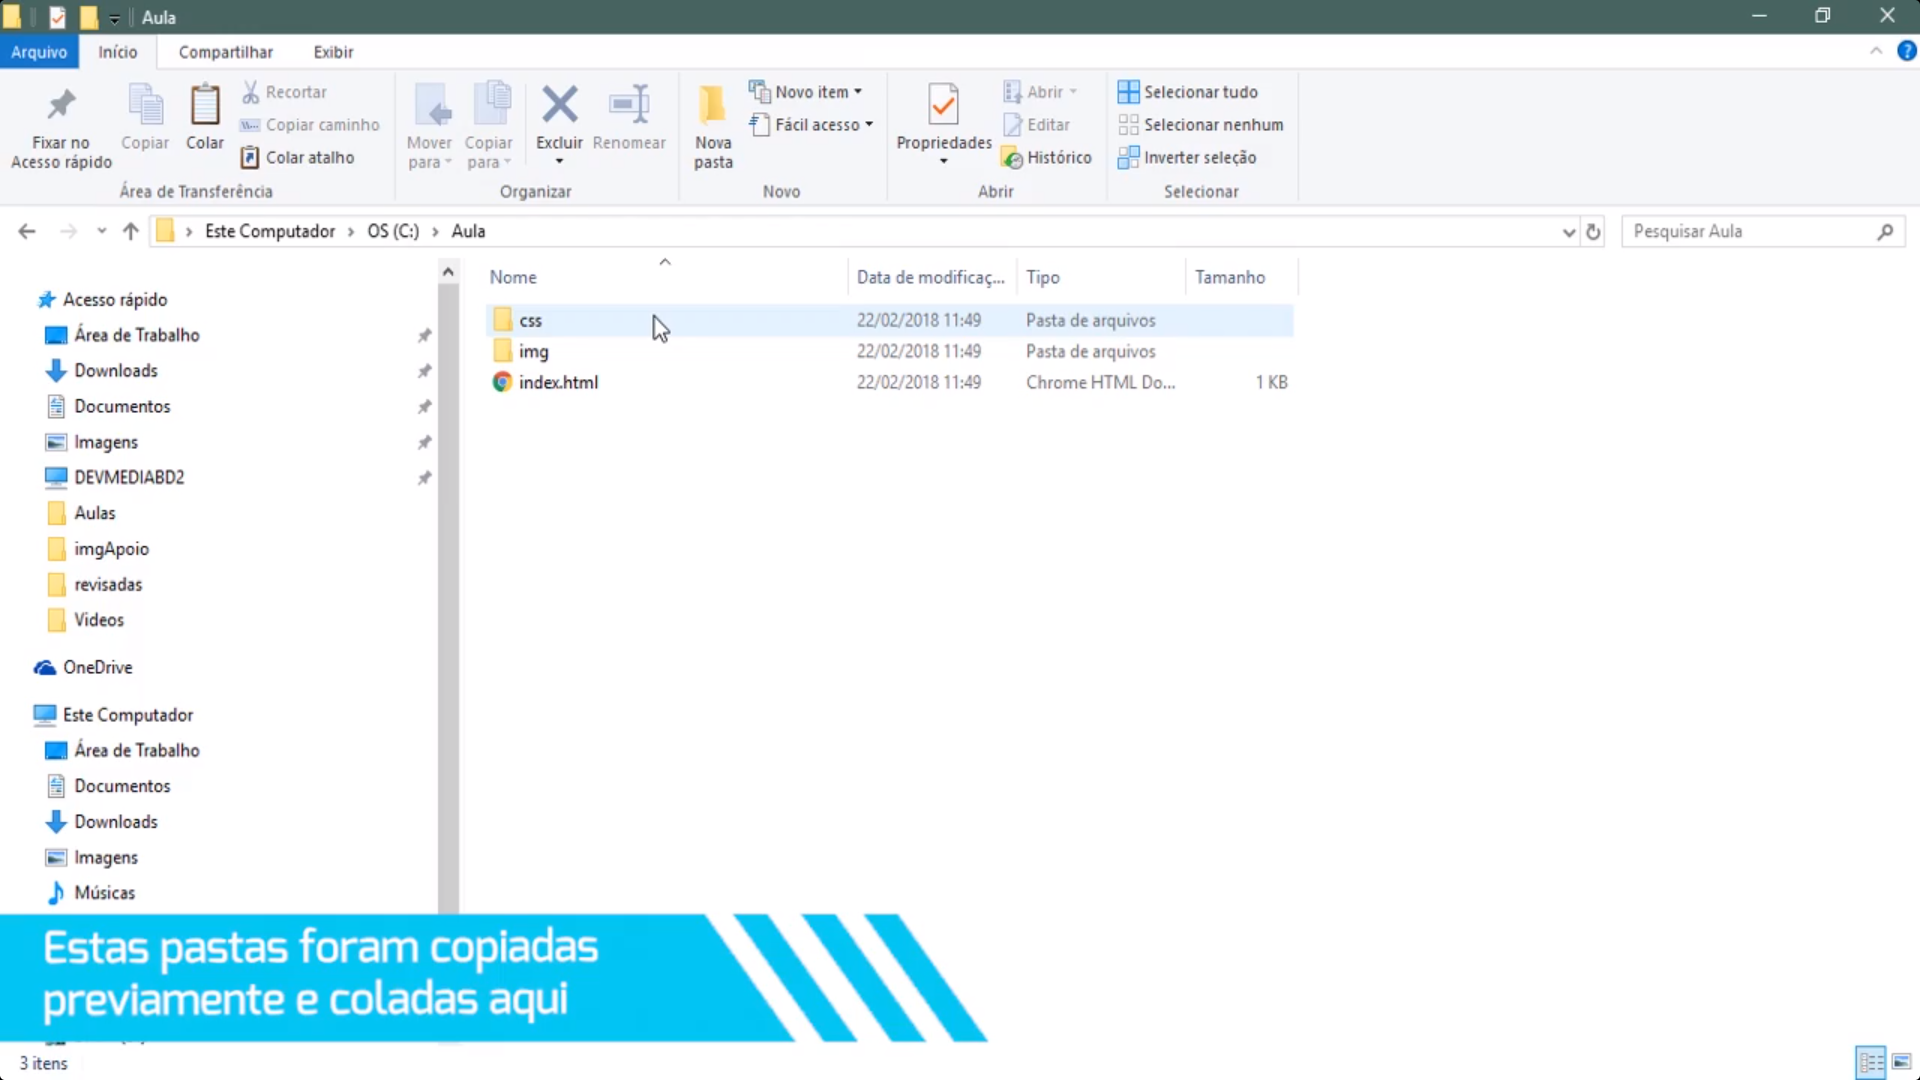 Aula
Arquivo Início Compartilhar Exibir
Fixar no
Acesso rápido
Copiar
Colar
Recortar
Copiar caminho
Colar atalho
Área de Transferência
Mover
para
Copiar
para
Excluir
Renomear
Organizar
Nova
pasta
Novo item
Fácil acesso
Novo
Propriedades
Abrir
Editar
Histórico
Abrir
Selecionar tudo
Selecionar nenhum
Inverter seleção
Selecionar
Este Computador > OS (C:) > Aula
Pesquisar Aula
Acesso rápido
Área de Trabalho
Downloads
Documentos
Imagens
DEVMEDIABD2
Aulas
imgApoio
revisadas
Videos
OneDrive
Este Computador
Área de Trabalho
Documentos
Downloads
Imagens
Músicas
Nome Data de modificaç... Tipo Tamanho
css 22/02/2018 11:49 Pasta de arquivos
img 22/02/2018 11:49 Pasta de arquivos
index.html 22/02/2018 11:49 Chrome HTML Do... 1 KB
Estas pastas foram copiadas
previamente e coladas aqui
3 itens